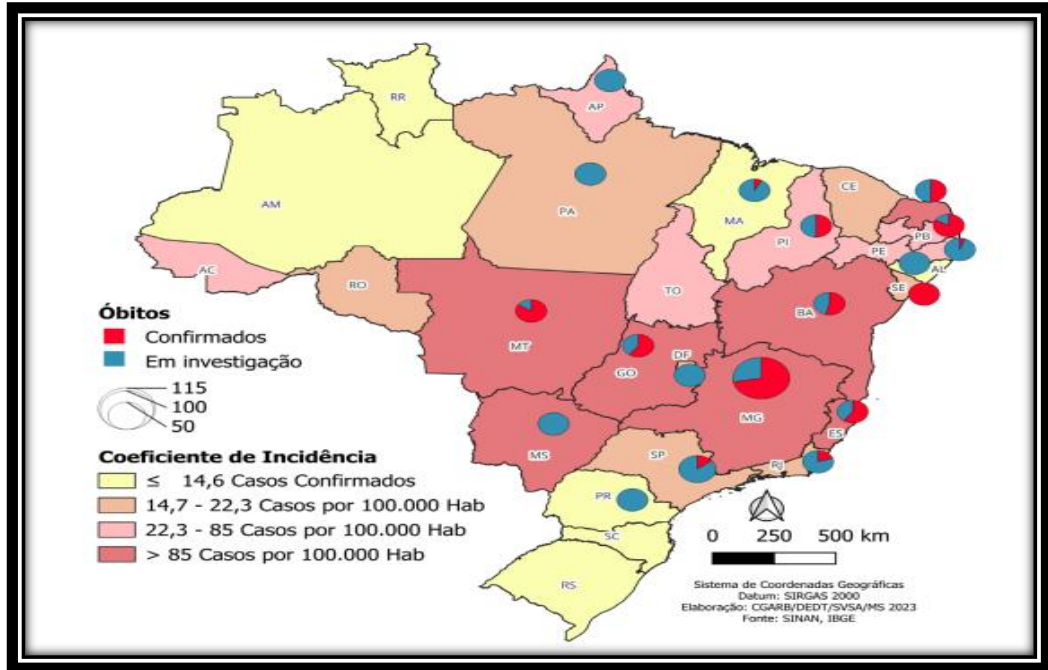 RR
AP
AM
PA
MA
CE
PI
PB
PE
AL
SE
AC
RO
TO
BA
MT
GO
DF
MG
ES
MS
SP
RJ
PR
SC
RS
Óbitos
Confirmados
Em investigação
115
100
50
Coeficiente de Incidência
≤ 14,6 Casos Confirmados
14,7 - 22,3 Casos por 100.000 Hab
22,3 - 85 Casos por 100.000 Hab
> 85 Casos por 100.000 Hab
0 250 500 km
Sistema de Coordenadas Geográficas
Datum: SIRGAS 2000
Elaboração: CGARB/DEDT/SVSA/MS 2023
Fonte: SINAN, IBGE